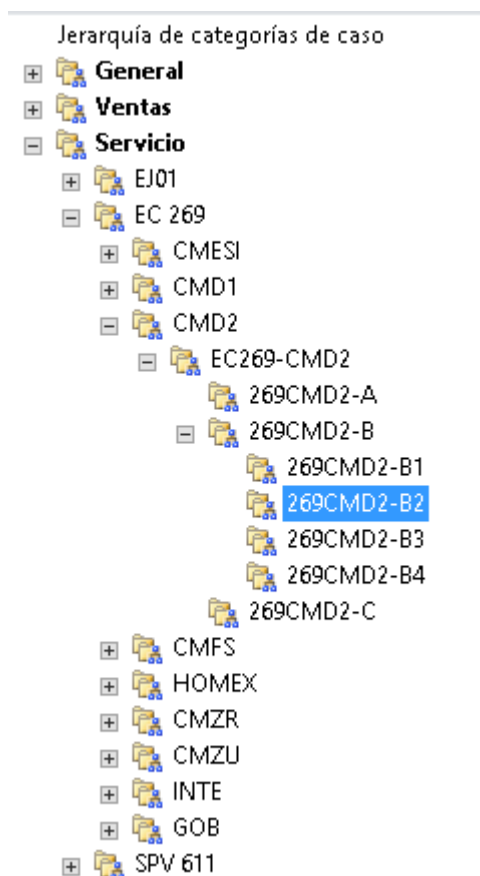 Jerarquía de categorías de caso
General
Ventas
Servicio
EJ01
EC 269
CMESI
CMD1
CMD2
EC269-CMD2
269CMD2-A
269CMD2-B
269CMD2-B1
269CMD2-B2
269CMD2-B3
269CMD2-B4
269CMD2-C
CMFS
HOMEX
CMZR
CMZU
INTE
GOB
SPV 611